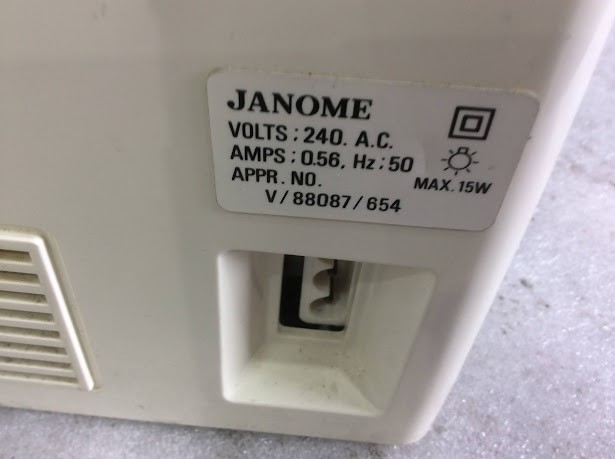 JANOME
VOLTS : 240. A.C.
AMPS : 0.56, Hz : 50
APPR. NO.
V/88087/654
MAX. 15W